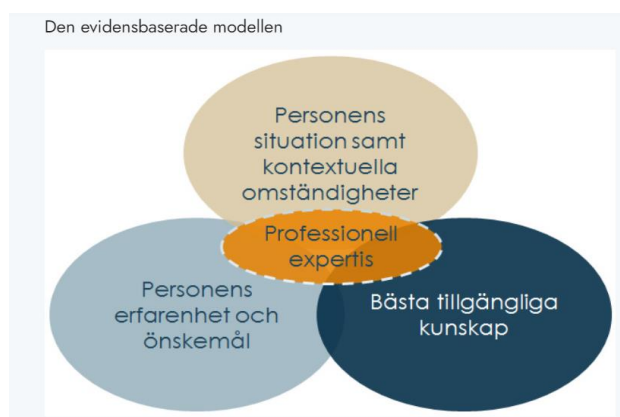 Den evidensbaserade modellen
Personens
situation samt
kontextuella
omständigheter
Professionell
expertis
Personens
erfarenhet och
önskemål
Bästa tillgängliga
kunskap